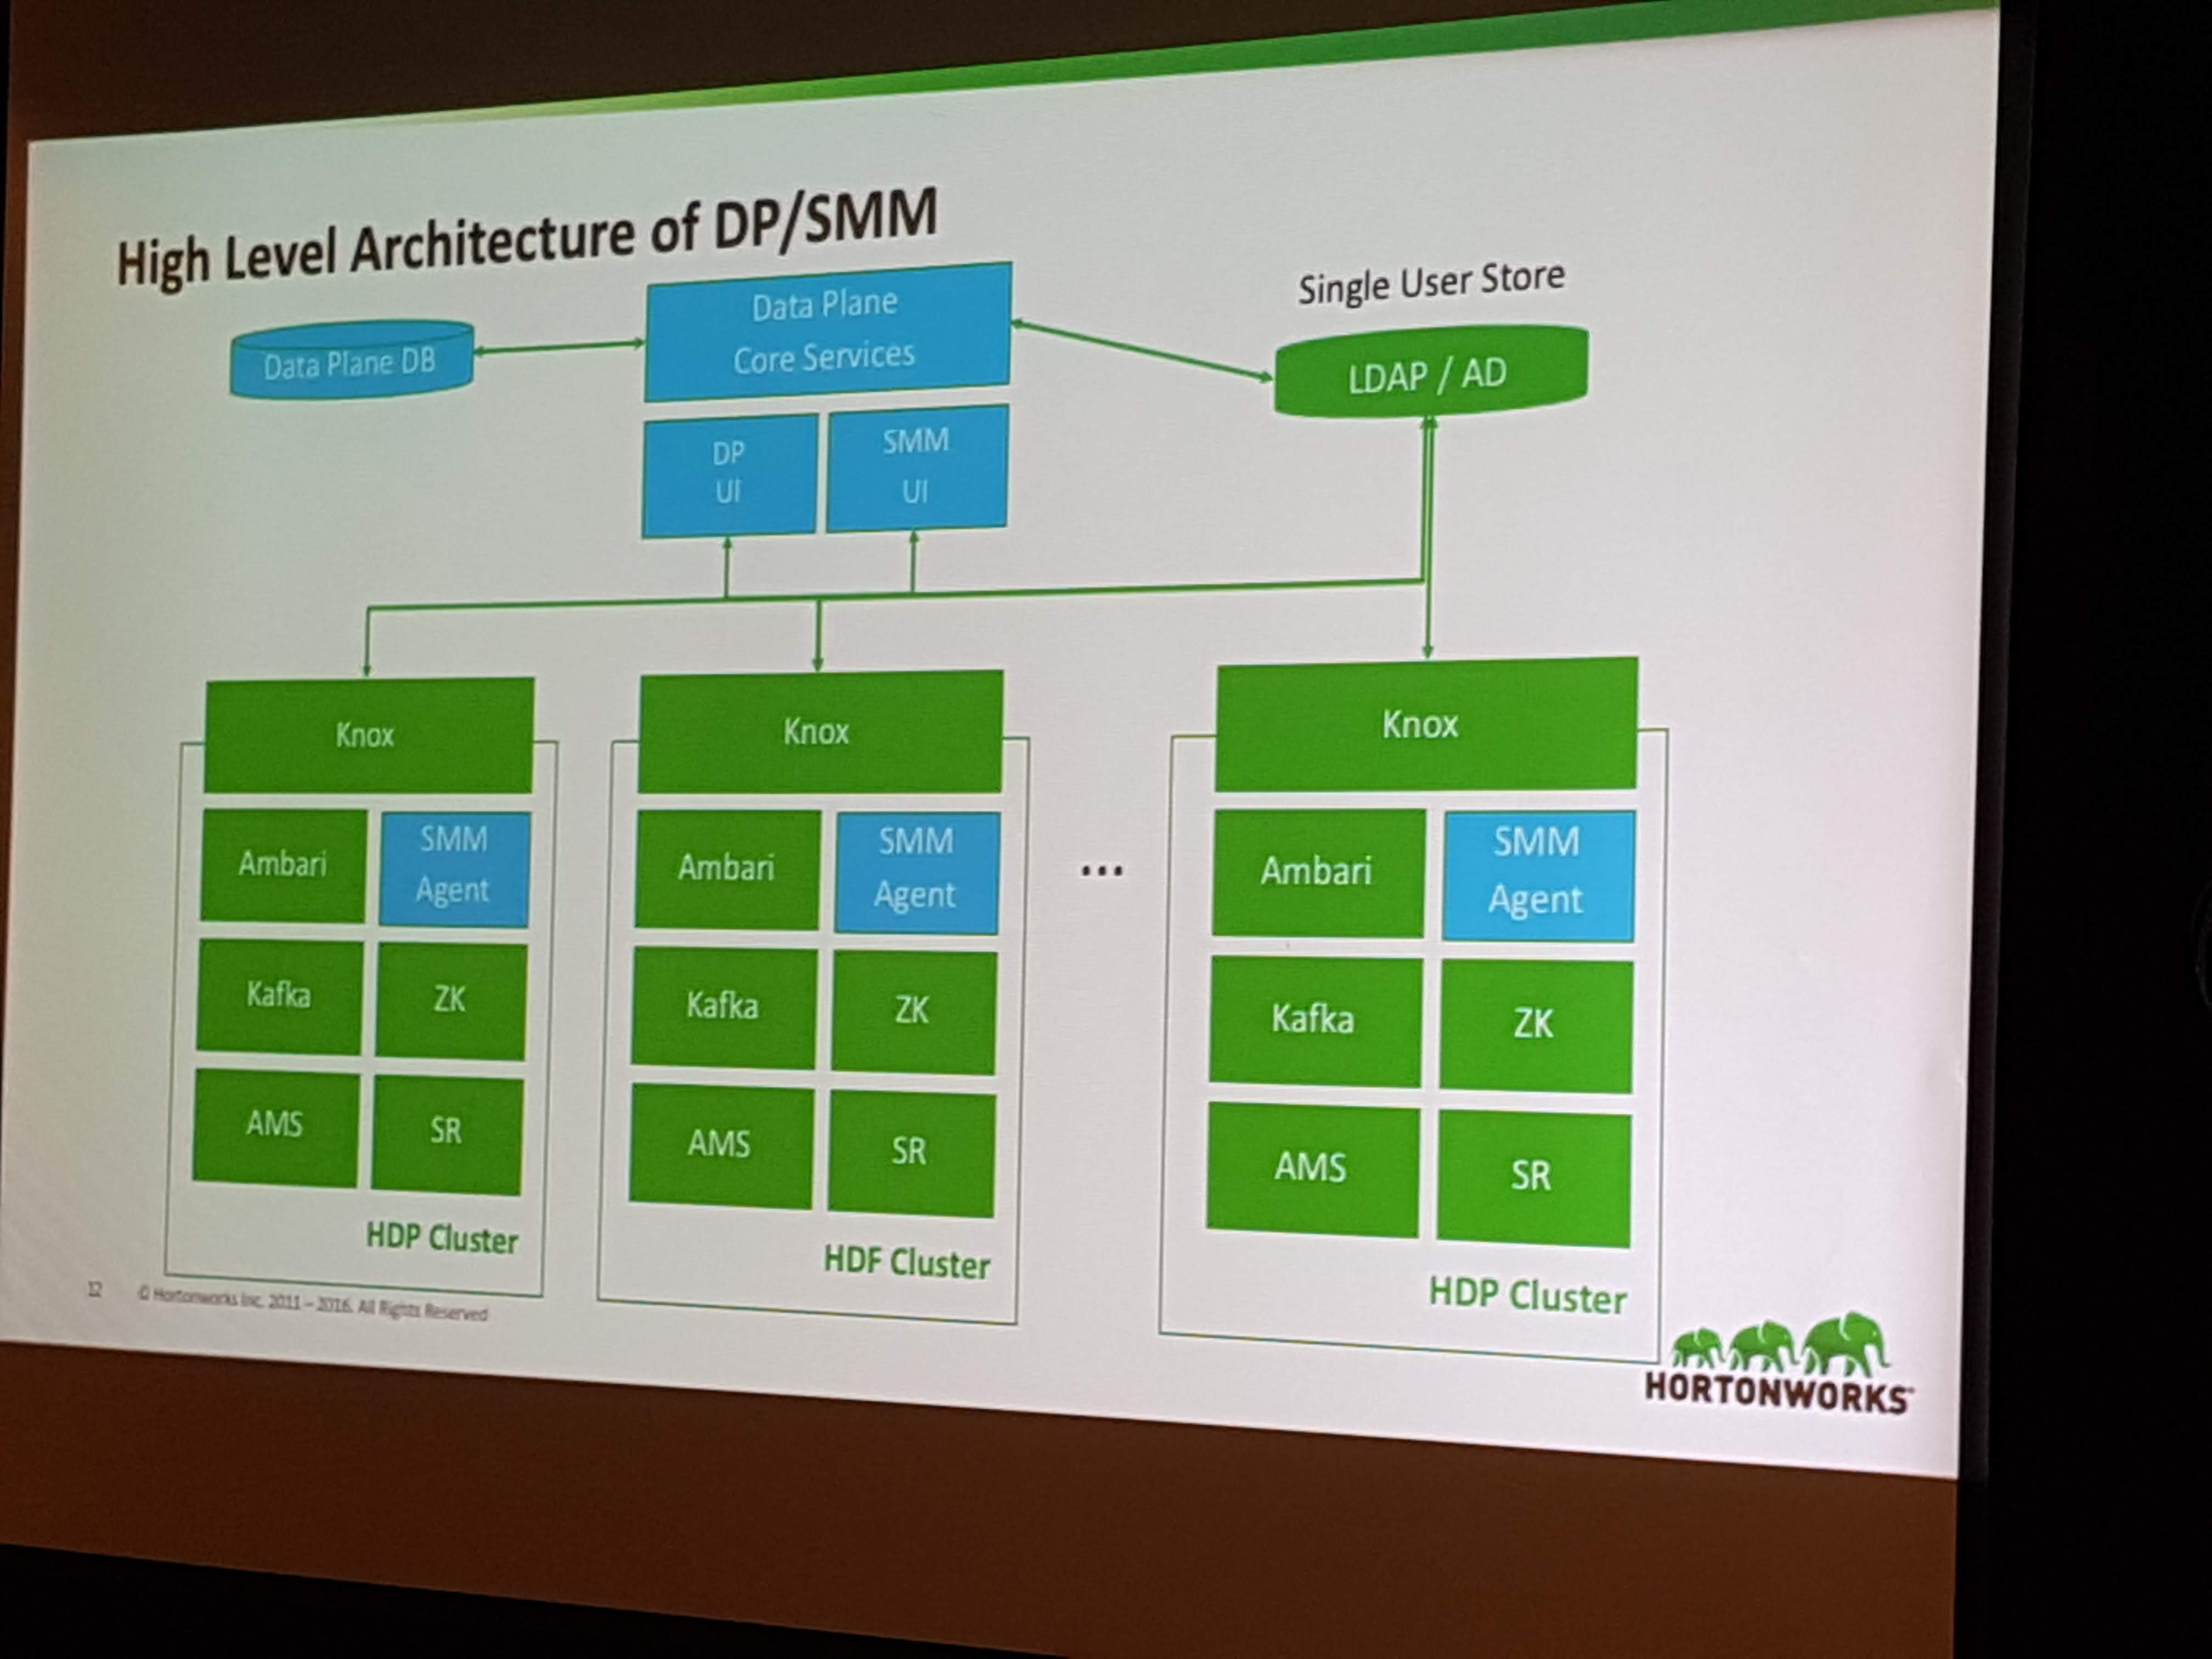 High Level Architecture of DP/SMM
Data Plane DB
Data Plane
Core Services
DP
UI
SMM
UI
Single User Store
LDAP / AD
Knox
Ambari
SMM
Agent
Kafka
ZK
AMS
SR
HDP Cluster
Knox
Ambari
SMM
Agent
Kafka
ZK
AMS
SR
HDF Cluster
...
Knox
Ambari
SMM
Agent
Kafka
ZK
AMS
SR
HDP Cluster
12
© Hortonworks Inc. 2011 – 2016. All Rights Reserved
HORTONWORKS